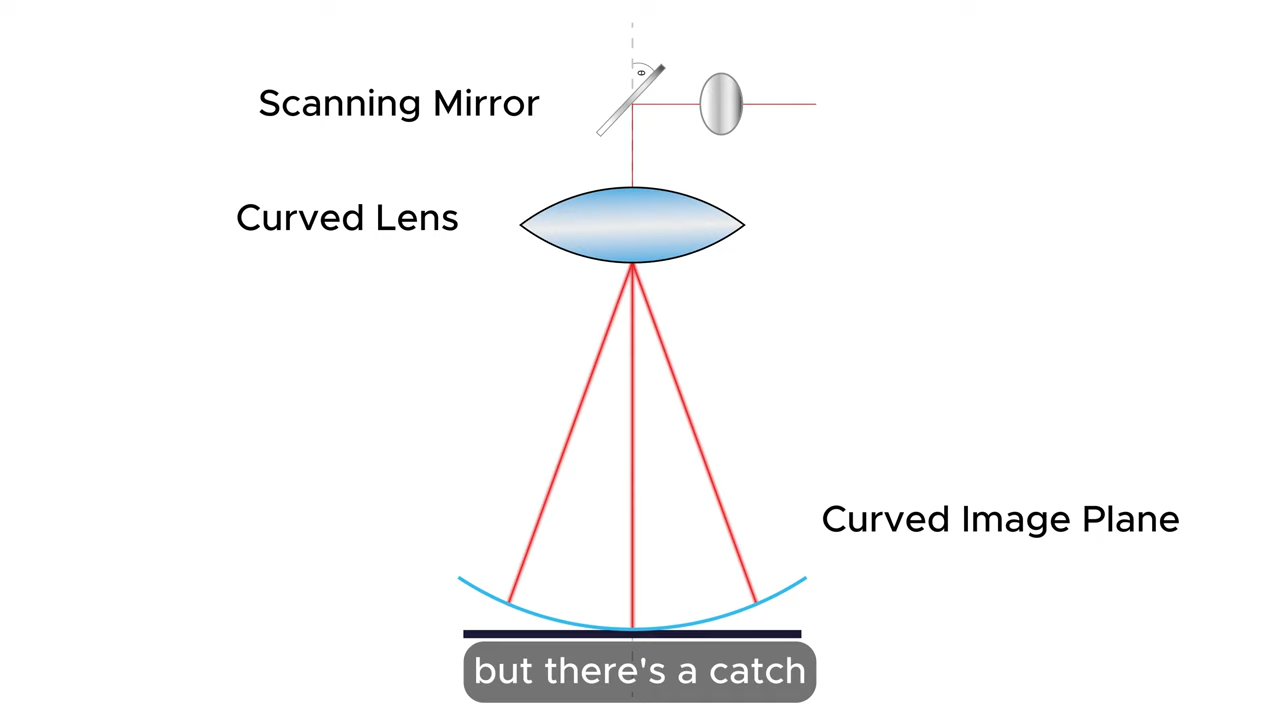 θ
Scanning Mirror
Curved Lens
Curved Image Plane
but there's a catch